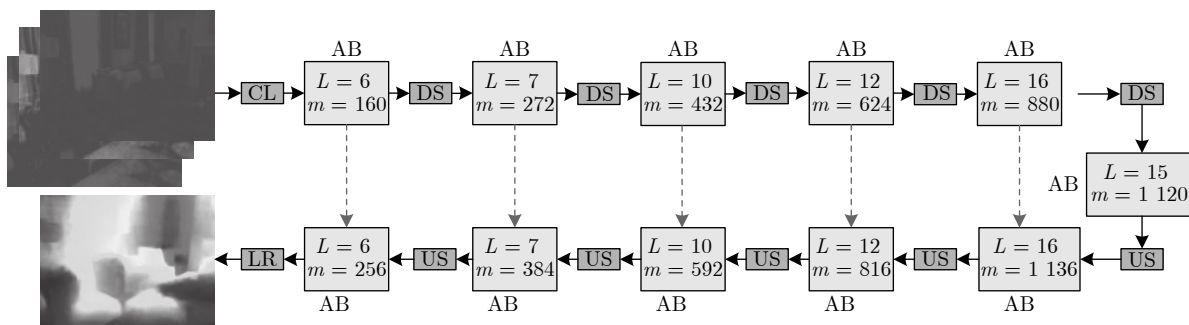 AB
AB
AB
AB
AB
CL
L = 6
m = 160
DS
L = 7
m = 272
DS
L = 10
m = 432
DS
L = 12
m = 624
DS
L = 16
m = 880
DS
AB
L = 15
m = 1 120
LR
L = 6
m = 256
US
L = 7
m = 384
US
L = 10
m = 592
US
L = 12
m = 816
US
L = 16
m = 1 136
US
AB
AB
AB
AB
AB